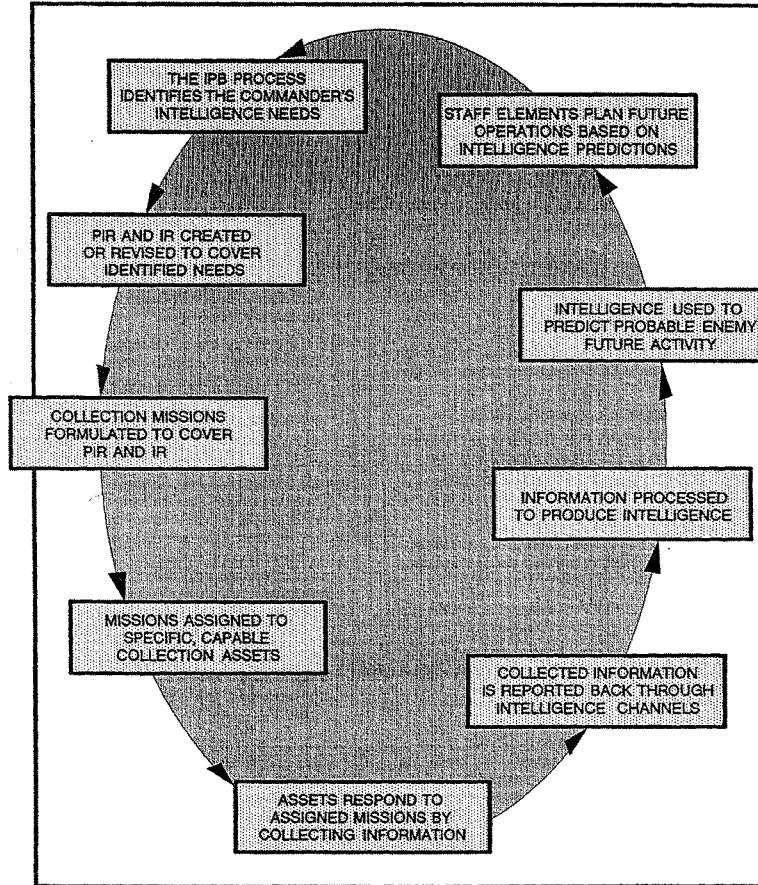 THE IPB PROCESS
IDENTIFIES THE COMMANDER'S
INTELLIGENCE NEEDS
STAFF ELEMENTS PLAN FUTURE
OPERATIONS BASED ON
INTELLIGENCE PREDICTIONS
PIR AND IR CREATED
OR REVISED TO COVER
IDENTIFIED NEEDS
INTELLIGENCE USED TO
PREDICT PROBABLE ENEMY
FUTURE ACTIVITY
COLLECTION MISSIONS
FORMULATED TO COVER
PIR AND IR
INFORMATION PROCESSED
TO PRODUCE INTELLIGENCE
MISSIONS ASSIGNED TO
SPECIFIC, CAPABLE
COLLECTION ASSETS
COLLECTED INFORMATION
IS REPORTED BACK THROUGH
INTELLIGENCE CHANNELS
ASSETS RESPOND TO
ASSIGNED MISSIONS BY
COLLECTING INFORMATION